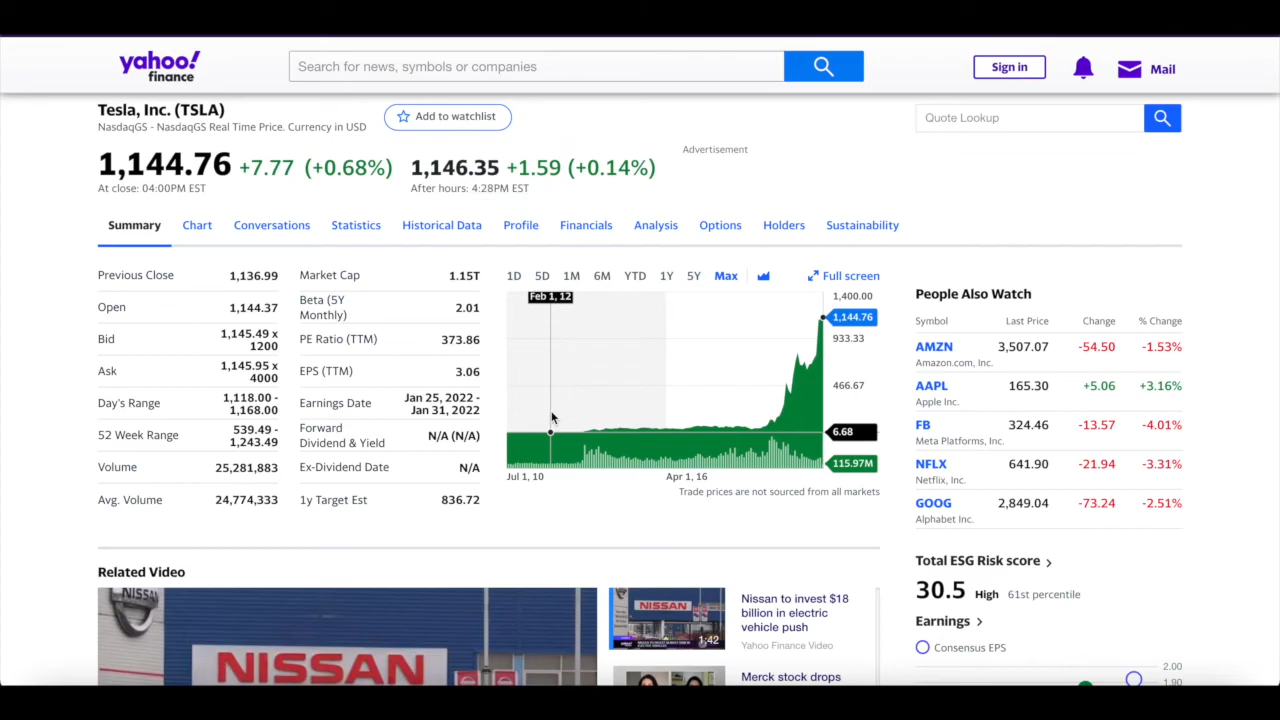 yahoo!
finance
Search for news, symbols or companies
Sign in
Mail
Tesla, Inc. (TSLA)
NasdaqGS - NasdaqGS Real Time Price. Currency in USD
Add to watchlist
Quote Lookup
Advertisement
1,144.76 +7.77 (+0.68%) 1,146.35 +1.59 (+0.14%)
At close: 04:00PM EST After hours: 4:28PM EST
Summary Chart Conversations Statistics Historical Data Profile Financials Analysis Options Holders Sustainability
Previous Close 1,136.99
Open 1,144.37
Bid 1,145.49 x
1200
Ask 1,145.95 x
4000
Day's Range 1,118.00 -
1,168.00
52 Week Range 539.49 -
1,243.49
Volume 25,281,883
Avg. Volume 24,774,333
Market Cap 1.15T
Beta (5Y
Monthly) 2.01
PE Ratio (TTM) 373.86
EPS (TTM) 3.06
Earnings Date Jan 25, 2022 -
Jan 31, 2022
Forward
Dividend & Yield N/A (N/A)
Ex-Dividend Date N/A
1y Target Est 836.72
1D 5D 1M 6M YTD 1Y 5Y Max Full screen
Feb 1, 12
1,400.00
1,144.76
933.33
466.67
6.68
115.97M
Jul 1, 10 Apr 1, 16
Trade prices are not sourced from all markets
People Also Watch
Symbol Last Price Change % Change
AMZN 3,507.07 -54.50 -1.53%
Amazon.com, Inc.
AAPL 165.30 +5.06 +3.16%
Apple Inc.
FB 324.46 -13.57 -4.01%
Meta Platforms, Inc.
NFLX 641.90 -21.94 -3.31%
Netflix, Inc.
GOOG 2,849.04 -73.24 -2.51%
Alphabet Inc.
Total ESG Risk score
30.5 High 61st percentile
Earnings
Consensus EPS
2.00
1.90
Related Video
NISSAN
NISSAN
NISSAN
1:42
Nissan to invest $18
billion in electric
vehicle push
Yahoo Finance Video
Merck stock drops